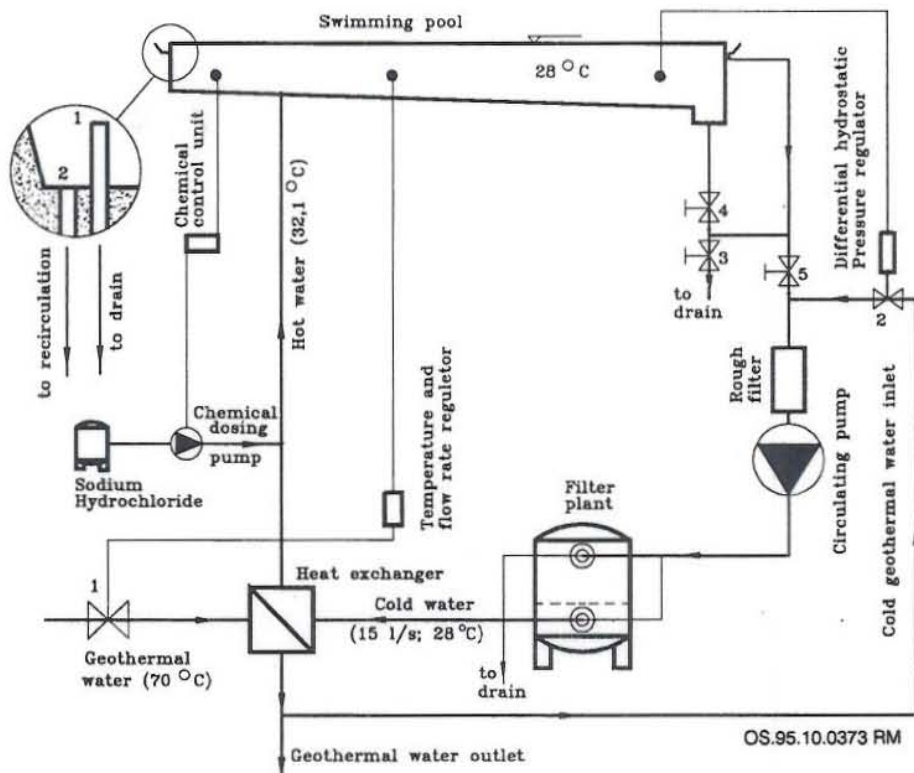 Swimming pool
28 °C
1
2
Chemical
control unit
Hot water (32,1 °C)
Differential hydrostatic
Pressure regulator
4
3
5
to
drain
2
to recirculation
to drain
Rough
filter
Circulating pump
Cold geothermal water inlet
Chemical
dosing
pump
Temperature and
flow rate reguletor
Sodium
Hydrochloride
Filter
plant
1
Heat exchanger
Cold water
(15 l/s; 28 °C)
Geothermal
water (70 °C)
to
drain
OS.95.10.0373 RM
Geothermal water outlet